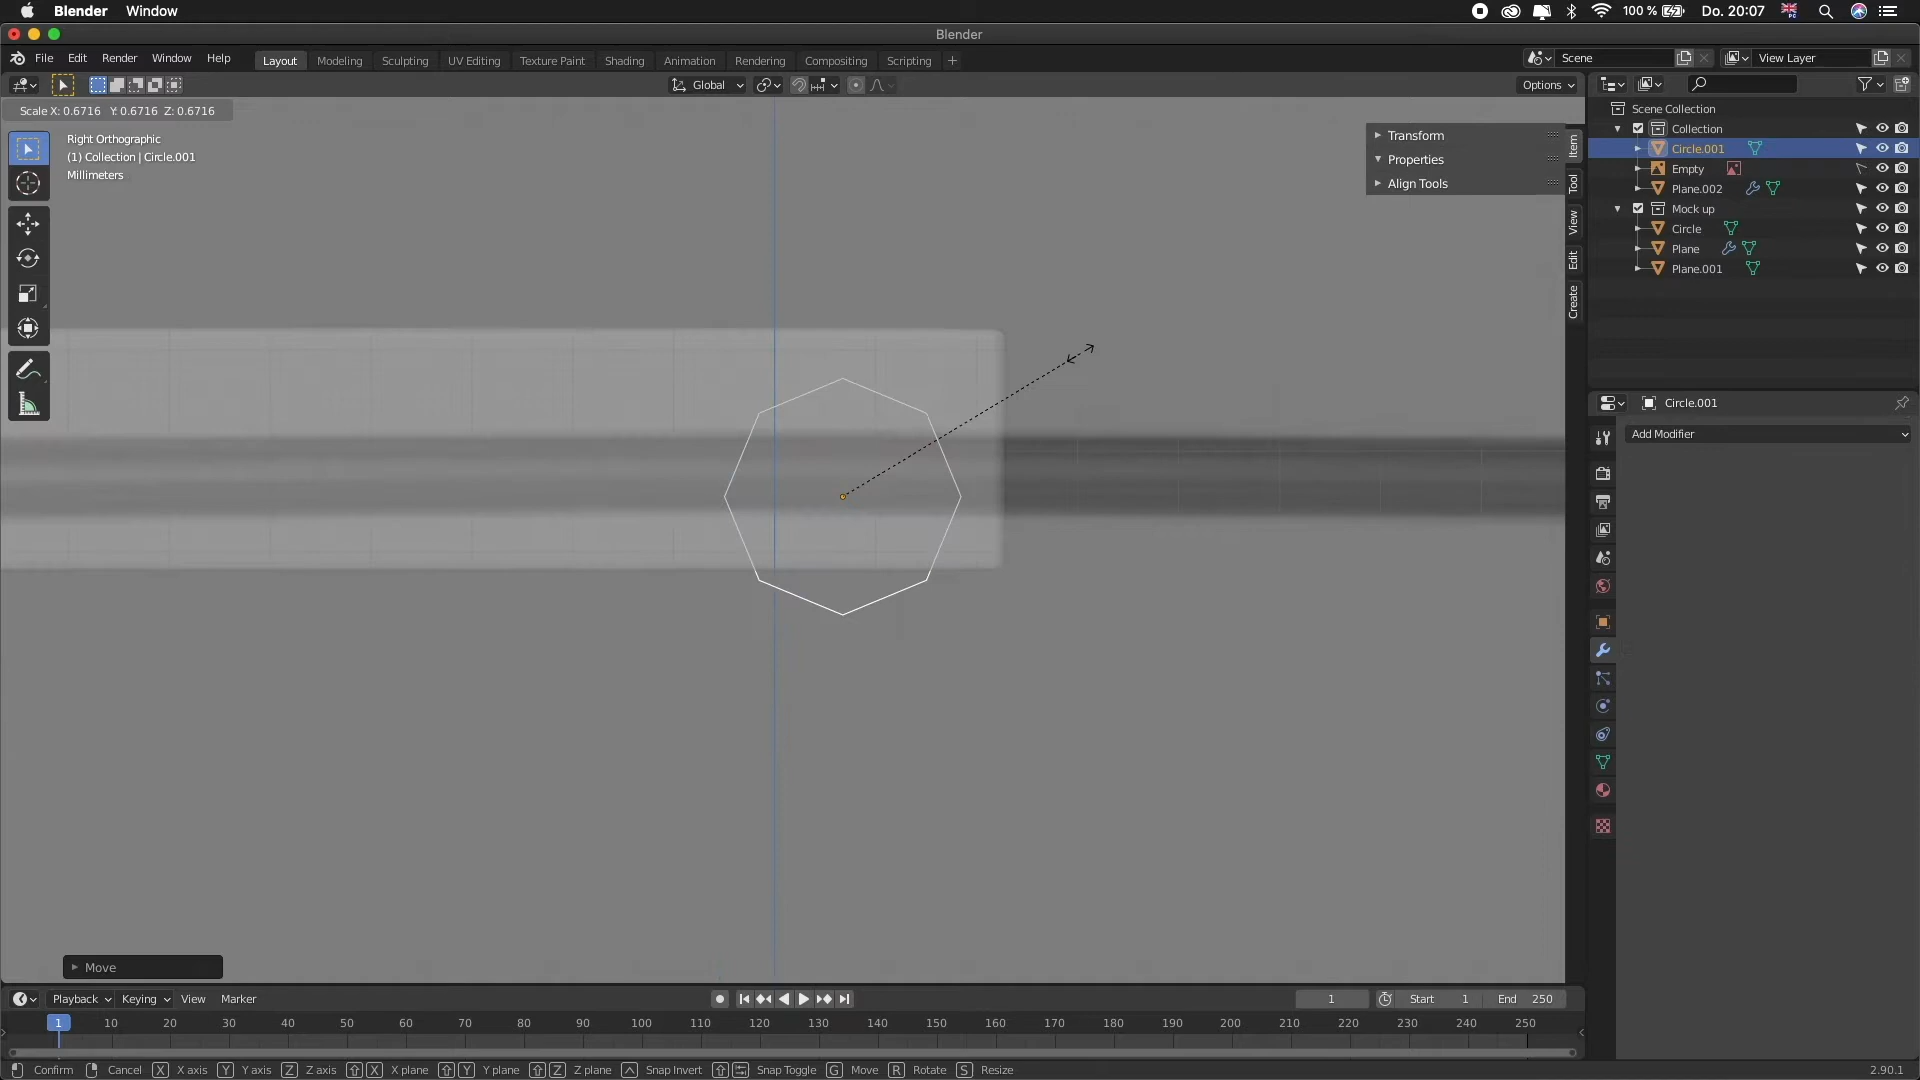 Blender Window 100 % Do. 20:07
Blender
File Edit Render Window Help Layout Modeling Sculpting UV Editing Texture Paint Shading Animation Rendering Compositing Scripting + Scene View Layer
Global Options
Scale X: 0.6716 Y: 0.6716 Z: 0.6716
Right Orthographic
(1) Collection | Circle.001
Millimeters
Transform
Properties
Align Tools
Item
Tool
View
Edit
Create
Scene Collection
Collection
Circle.001
Empty
Plane.002
Mock up
Circle
Plane
Plane.001
Circle.001
Add Modifier
Move
Playback Keying View Marker 1 Start 1 End 250
1 10 20 30 40 50 60 70 80 90 100 110 120 130 140 150 160 170 180 190 200 210 220 230 240 250
Confirm Cancel X X axis Y Y axis Z Z axis X X plane Y Y plane Z Z plane Snap Invert Snap Toggle G Move R Rotate S Resize 2.90.1